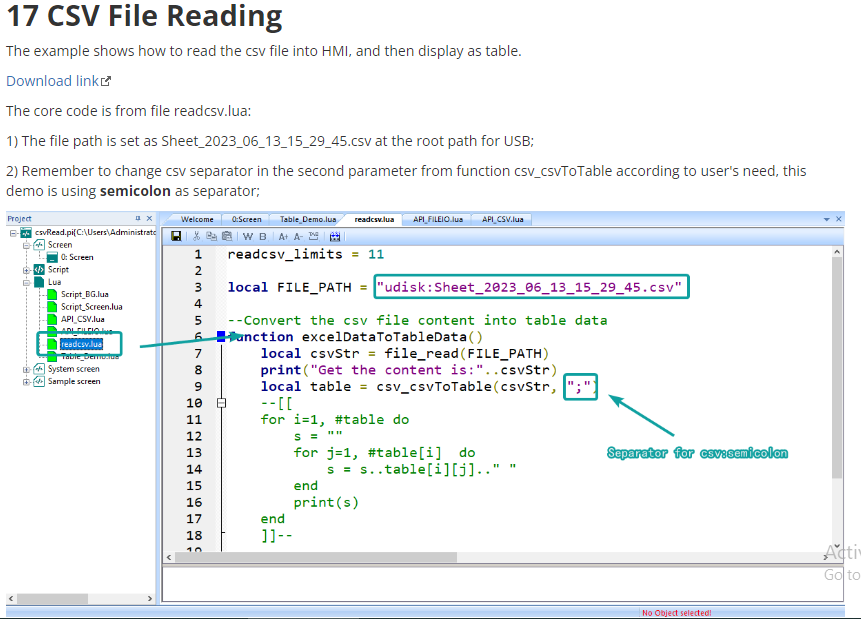 17 CSV File Reading
The example shows how to read the csv file into HMI, and then display as table.
Download link
The core code is from file readcsv.lua:
1) The file path is set as Sheet_2023_06_13_15_29_45.csv at the root path for USB;
2) Remember to change csv separator in the second parameter from function csv_csvToTable according to user's need, this
demo is using semicolon as separator;
Project
csvRead.pi[C:\Users\Administrato
Screen
0: Screen
Script
Lua
Script_BG.lua
Script_Screen.lua
API_CSV.lua
API_FILEIO.lua
readcsv.lua
Table_Demo.lua
System screen
Sample screen
Welcome 0:Screen Table_Demo.lua readcsv.lua API_FILEIO.lua API_CSV.lua
W B A+ A-
1 readcsv_limits = 11
2
3 local FILE_PATH = "udisk:Sheet_2023_06_13_15_29_45.csv"
4
5 --Convert the csv file content into table data
6 function excelDataToTableData()
7 local csvStr = file_read(FILE_PATH)
8 print("Get the content is:"..csvStr)
9 local table = csv_csvToTable(csvStr, ";")
10 --[[
11 for i=1, #table do
12 s = ""
13 for j=1, #table[i] do
14 s = s..table[i][j].." "
15 end
16 print(s)
17 end
18 ]]--
19
Separator for csv:semicolon
Activ
Go to
No Object selected!